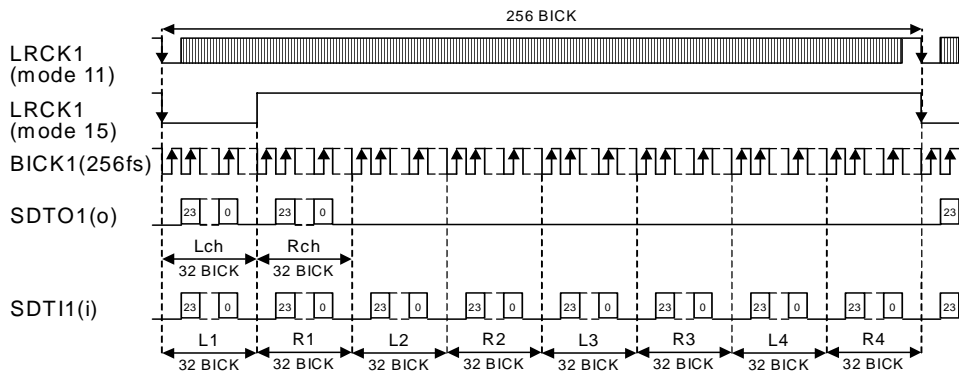 256 BICK
LRCK1
(mode 11)
LRCK1
(mode 15)
BICK1(256fs)
SDTO1(o)
23 0 23 0 23
Lch Rch
32 BICK 32 BICK
SDTI1(i)
23 0 23 0 23 0 23 0 23 0 23 0 23 0 23 0 23
L1 R1 L2 R2 L3 R3 L4 R4
32 BICK 32 BICK 32 BICK 32 BICK 32 BICK 32 BICK 32 BICK 32 BICK